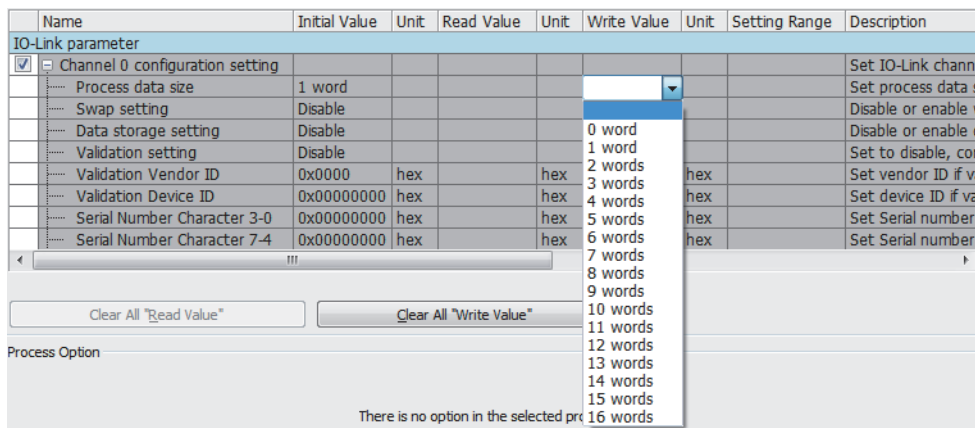 Name Initial Value Unit Read Value Unit Write Value Unit Setting Range Description
IO-Link parameter
Channel 0 configuration setting Set IO-Link
Process data size 1 word Set process data
Swap setting Disable Disable or enable
Data storage setting Disable Disable or enable
Validation setting Disable Set to disable,
Validation Vendor ID 0x0000 hex hex hex Set vendor ID if
Validation Device ID 0x00000000 hex hex hex Set device ID if
Serial Number Character 3-0 0x00000000 hex hex hex Set Serial number
Serial Number Character 7-4 0x00000000 hex hex hex Set Serial number
0 word
1 word
2 words
3 words
4 words
5 words
6 words
7 words
8 words
9 words
10 words
11 words
12 words
13 words
14 words
15 words
16 words
Clear All "Read Value" Clear All "Write Value"
Process Option
There is no option in the selected